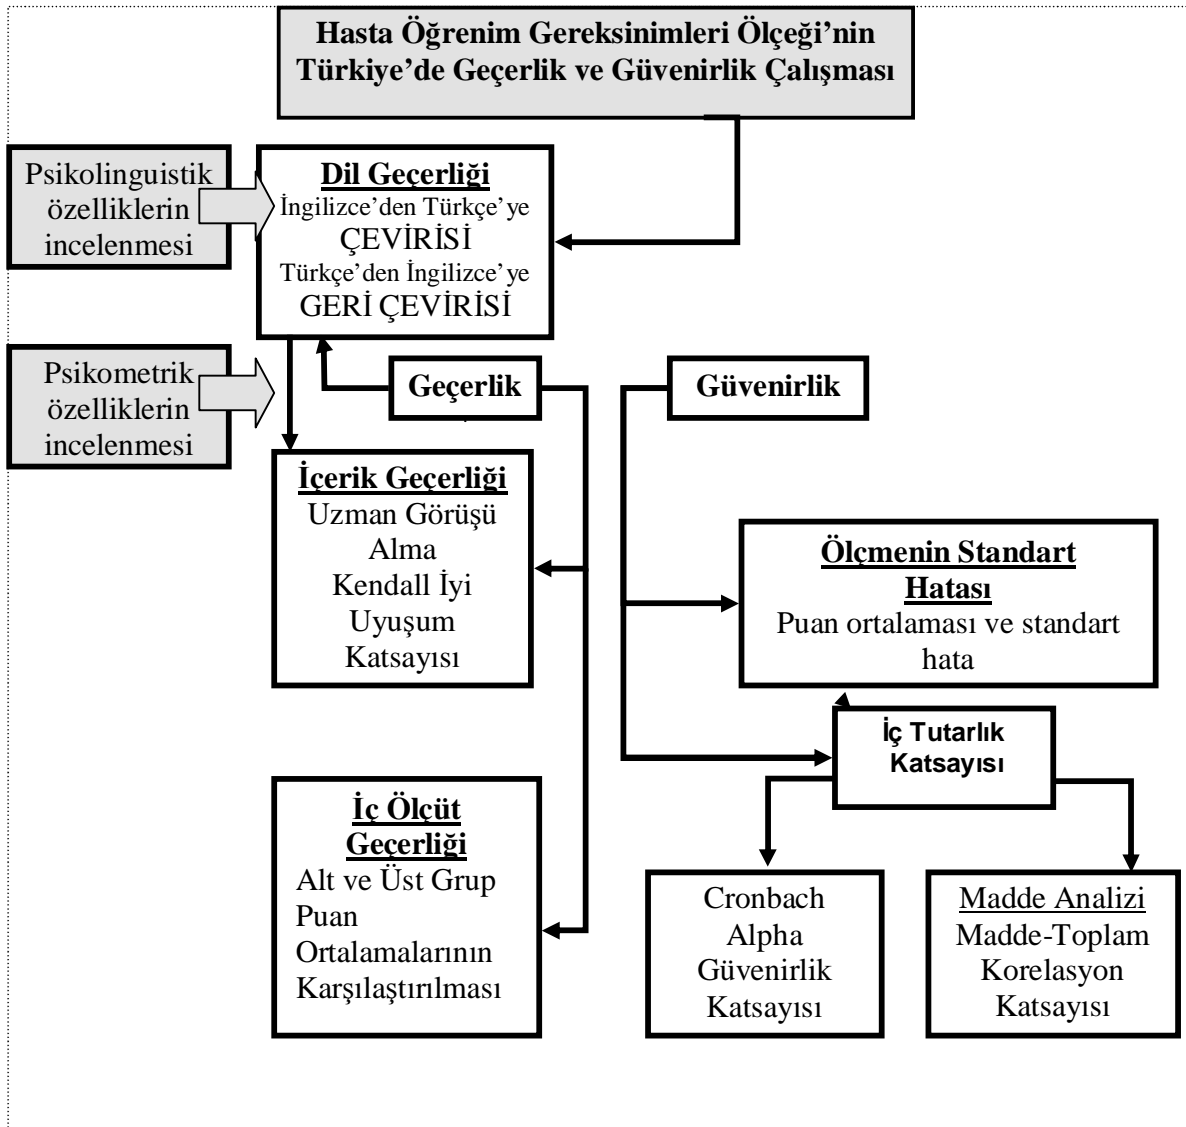 Hasta Öğrenim Gereksinimleri Ölçeği’nin
Türkiye’de Geçerlik ve Güvenirlik Çalışması
Psikolinguistik
özelliklerin
incelenmesi
Dil Geçerliği
İngilizce’den Türkçe’ye
ÇEVİRİSİ
Türkçe’den İngilizce’ye
GERİ ÇEVİRİSİ
Psikometrik
özelliklerin
incelenmesi
Geçerlik
Güvenirlik
İçerik Geçerliği
Uzman Görüşü
Alma
Kendall İyi
Uyuşum
Katsayısı
Ölçmenin Standart
Hatası
Puan ortalaması ve standart
hata
İç Tutarlık
Katsayısı
İç Ölçüt
Geçerliği
Alt ve Üst Grup
Puan
Ortalamalarının
Karşılaştırılması
Cronbach
Alpha
Güvenirlik
Katsayısı
Madde Analizi
Madde-Toplam
Korelasyon
Katsayısı